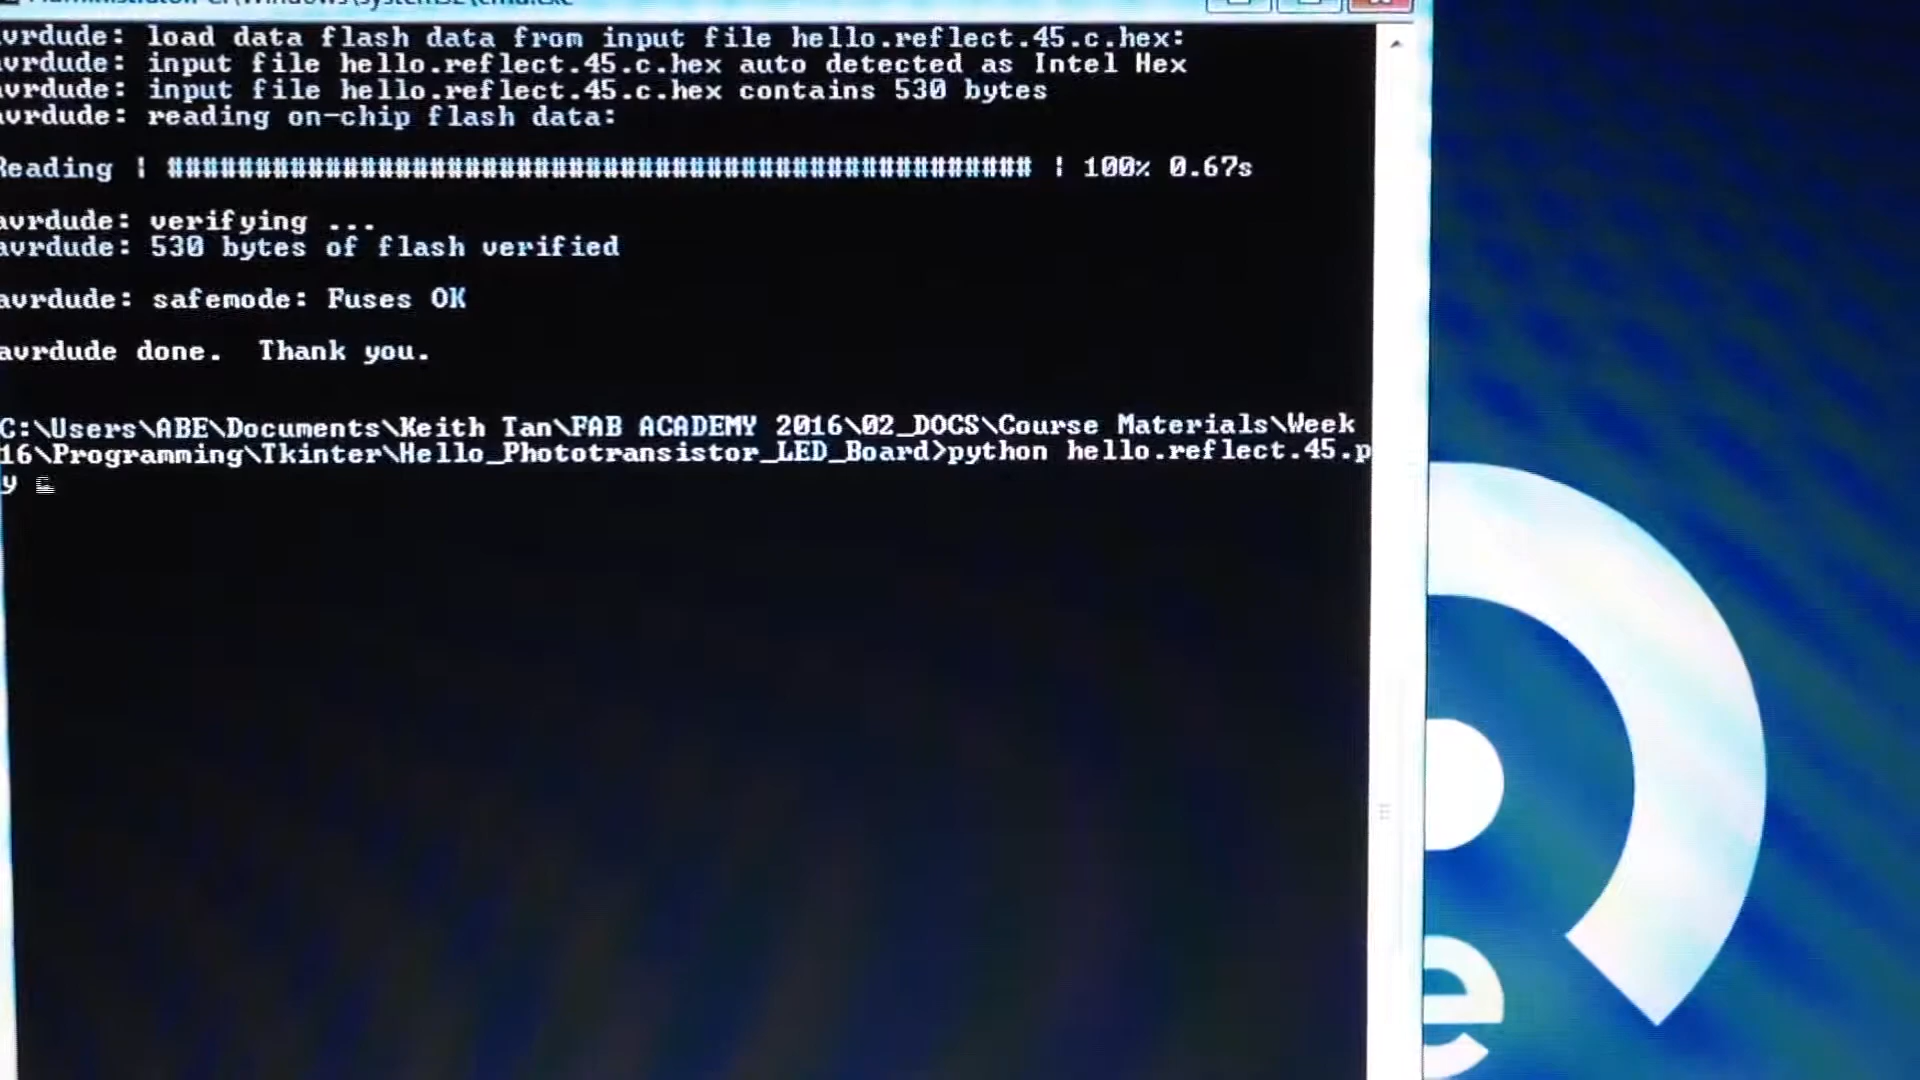 avrdude: load data flash data from input file hello.reflect.45.c.hex:
avrdude: input file hello.reflect.45.c.hex auto detected as Intel Hex
avrdude: input file hello.reflect.45.c.hex contains 530 bytes
avrdude: reading on-chip flash data:
Reading | ################################################## | 100% 0.67s
avrdude: verifying ...
avrdude: 530 bytes of flash verified
avrdude: safemode: Fuses OK
avrdude done.  Thank you.
C:\Users\ABE\Documents\Keith Tan\FAB ACADEMY 2016\02_DOCS\Course Materials\Week
16\Programming\Tkinter\Hello_Phototransistor_LED_Board>python hello.reflect.45.p
y
e